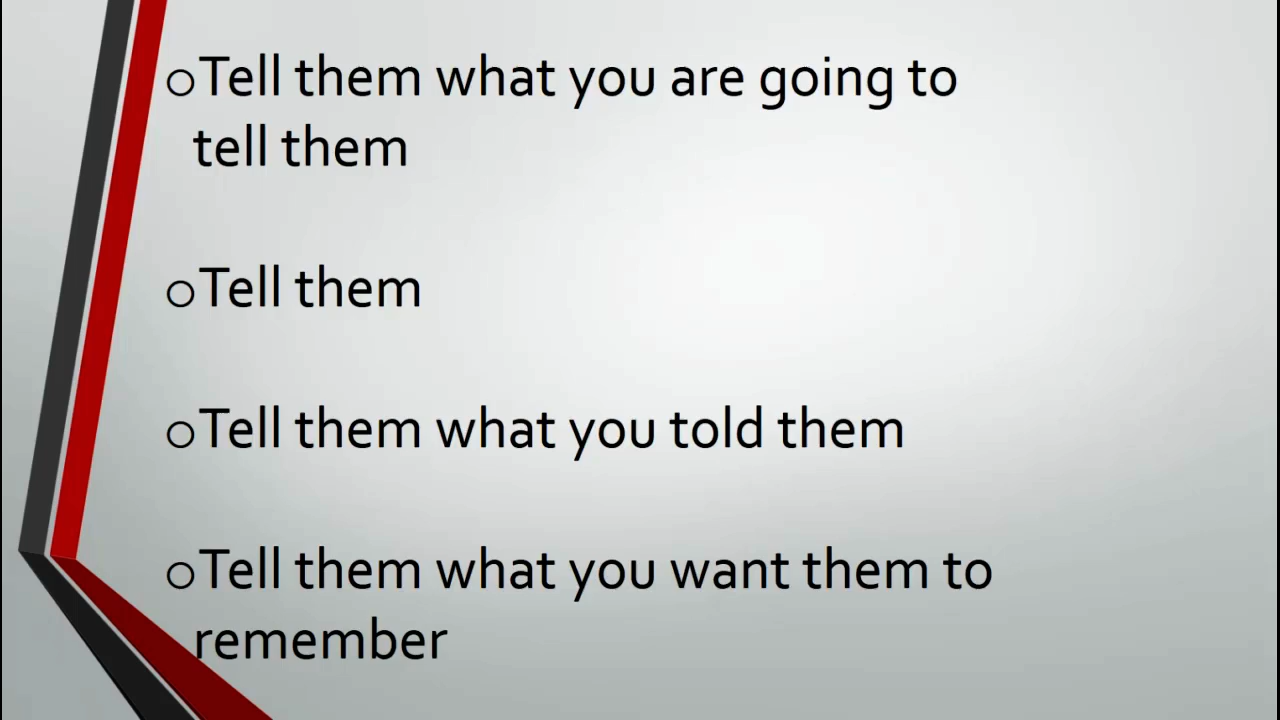 oTell them what you are going to
tell them
oTell them
oTell them what you told them
oTell them what you want them to
remember